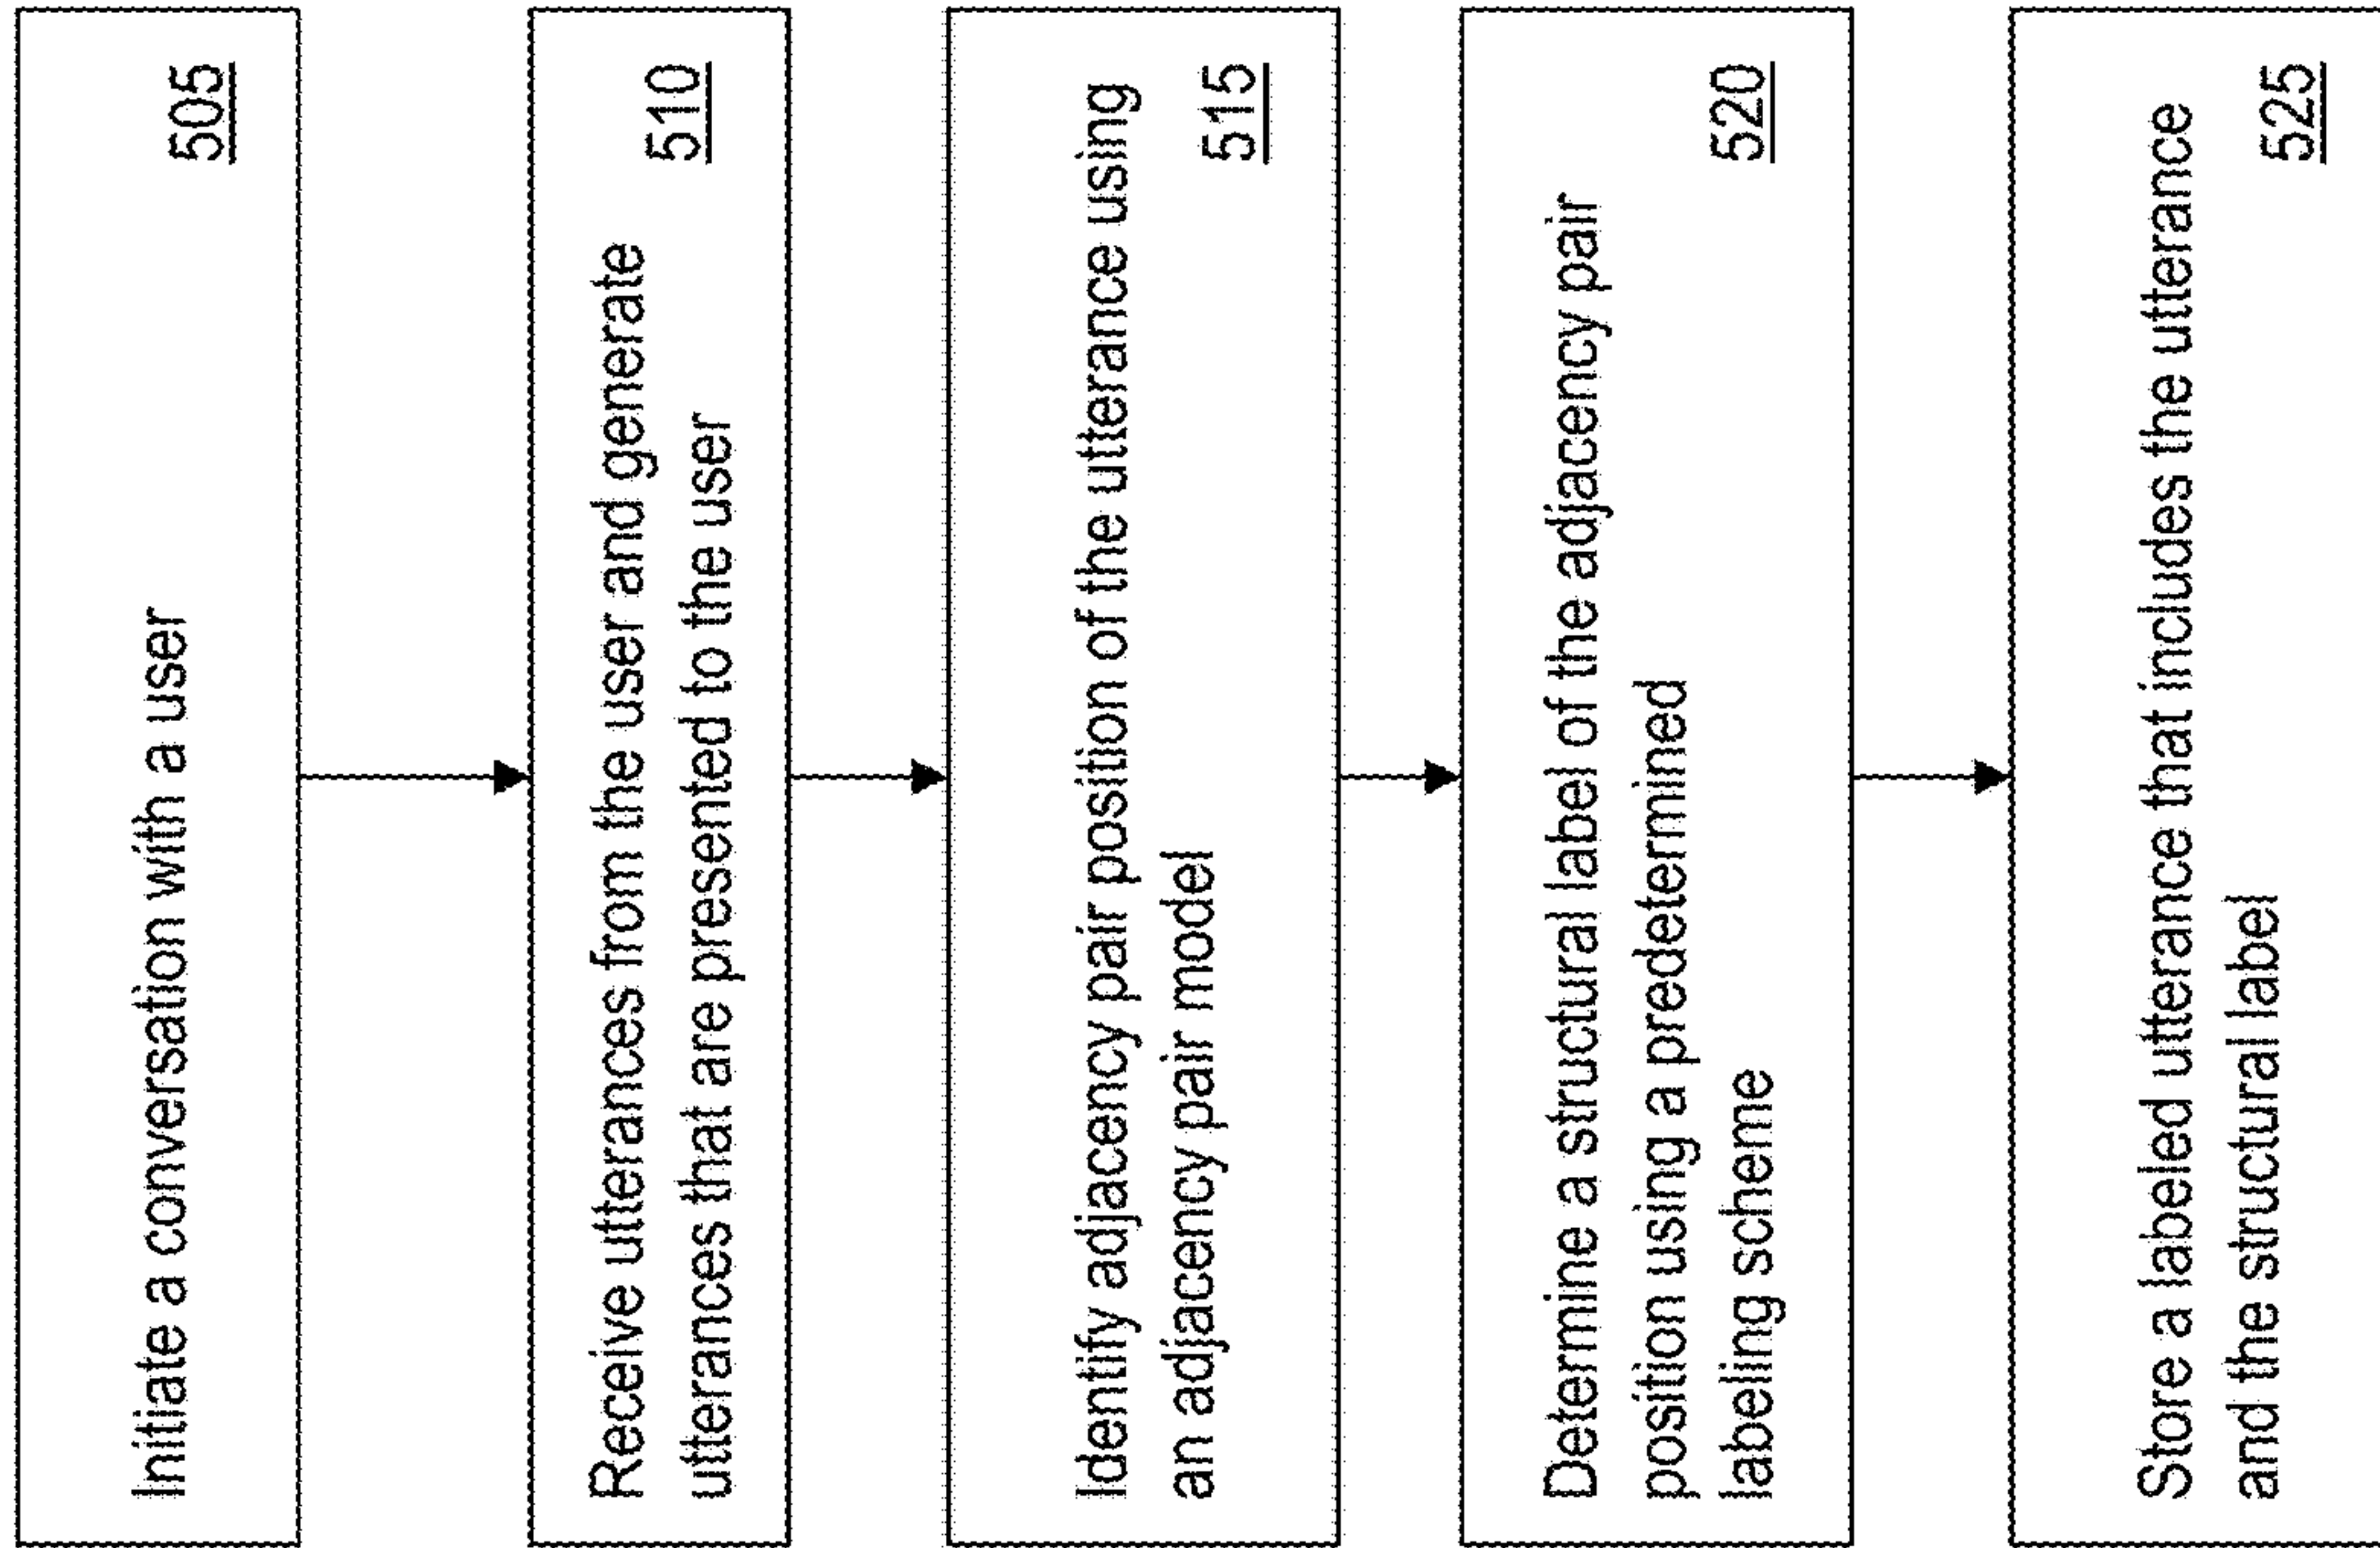 Initiate a conversation with a user
505
Receive utterances from the user and generate
utterances that are presented to the user
510
Identify adjacency pair position of the utterance using
an adjacency pair model
515
Determine a structural label of the adjacency pair
position using a predetermined
labeling scheme
520
Store a labeled utterance that includes the utterance
and the structural label
525